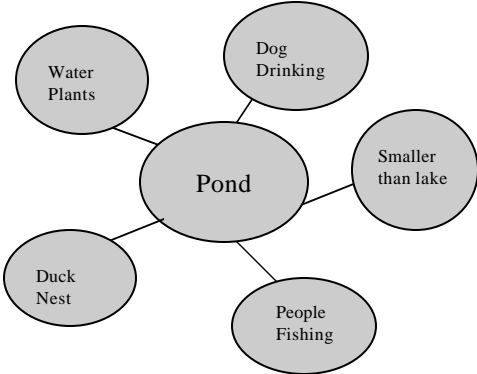 Dog
Drinking
Water
Plants
Smaller
than lake
Pond
Duck
Nest
People
Fishing